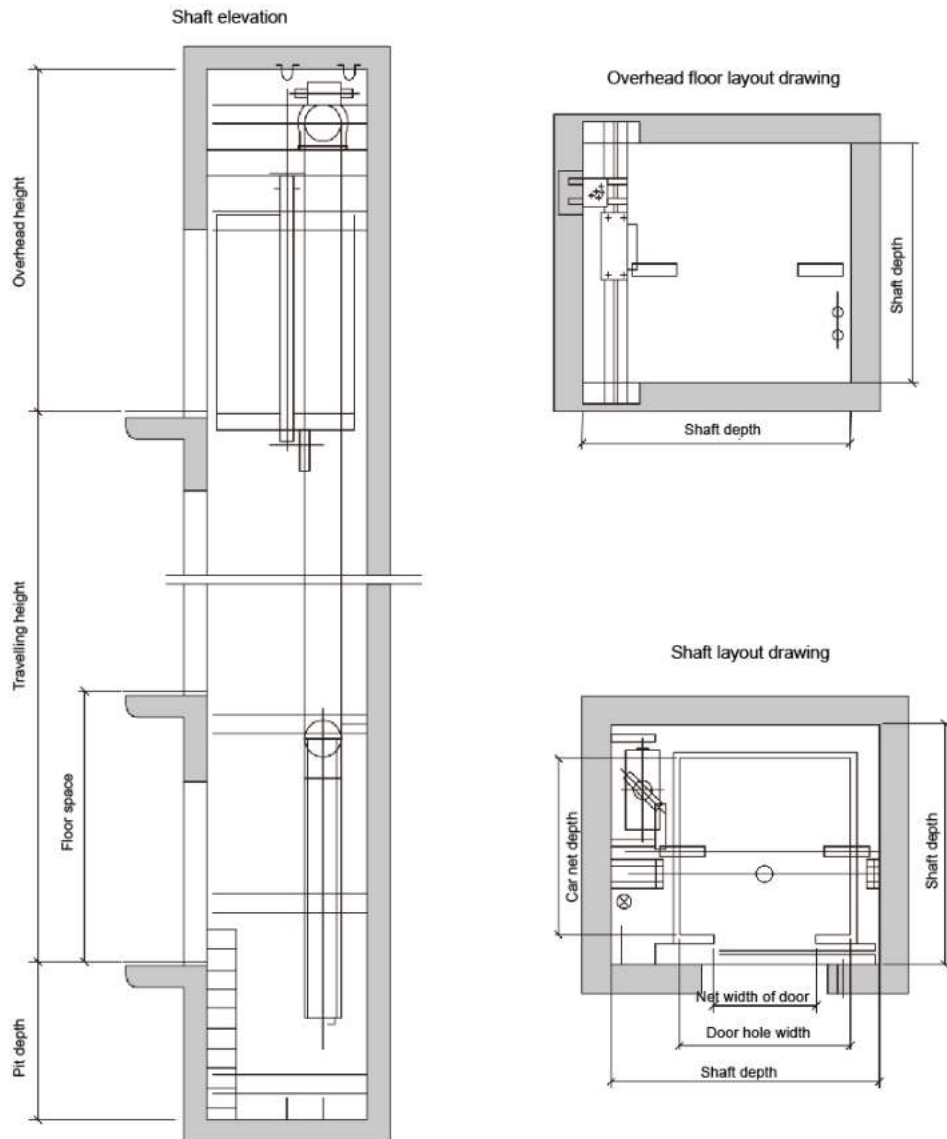 Shaft elevation
Overhead height
Travelling height
Floor space
Pit depth
Overhead floor layout drawing
Shaft depth
Shaft depth
Shaft layout drawing
Car net depth
Shaft depth
Net width of door
Door hole width
Shaft depth